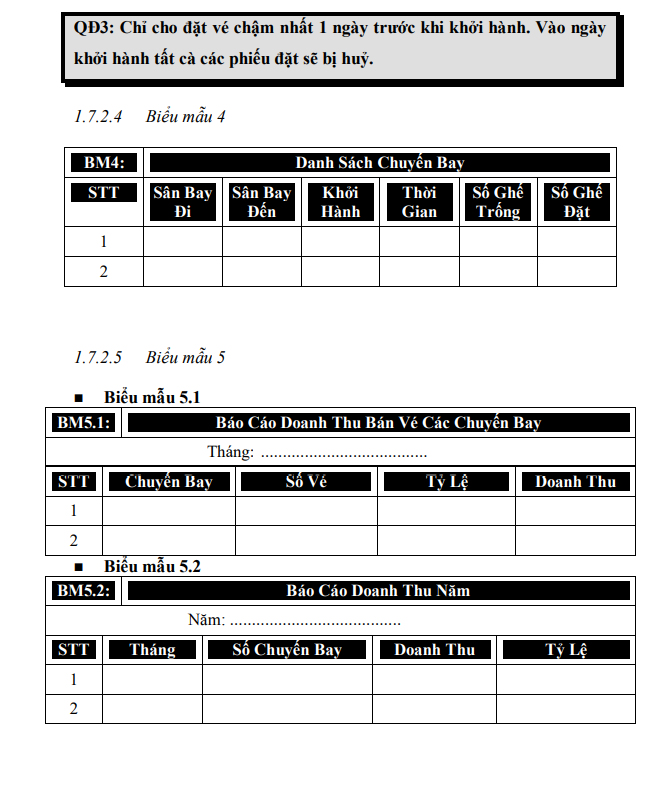 QĐ3: Chỉ cho đặt vé chậm nhất 1 ngày trước khi khởi hành. Vào ngày
khởi hành tất cà các phiếu đặt sẽ bị huỷ.
1.7.2.4 Biểu mẫu 4
BM4: Danh Sách Chuyến Bay
STT Sân Bay Đi Sân Bay Đến Khởi Hành Thời Gian Số Ghế Trống Số Ghế Đặt
1
2
1.7.2.5 Biểu mẫu 5
■ Biểu mẫu 5.1
BM5.1: Báo Cáo Doanh Thu Bán Vé Các Chuyến Bay
Tháng: .......................................
STT Chuyến Bay Số Vé Tỷ Lệ Doanh Thu
1
2
■ Biểu mẫu 5.2
BM5.2: Báo Cáo Doanh Thu Năm
Năm: ........................................
STT Tháng Số Chuyến Bay Doanh Thu Tỷ Lệ
1
2